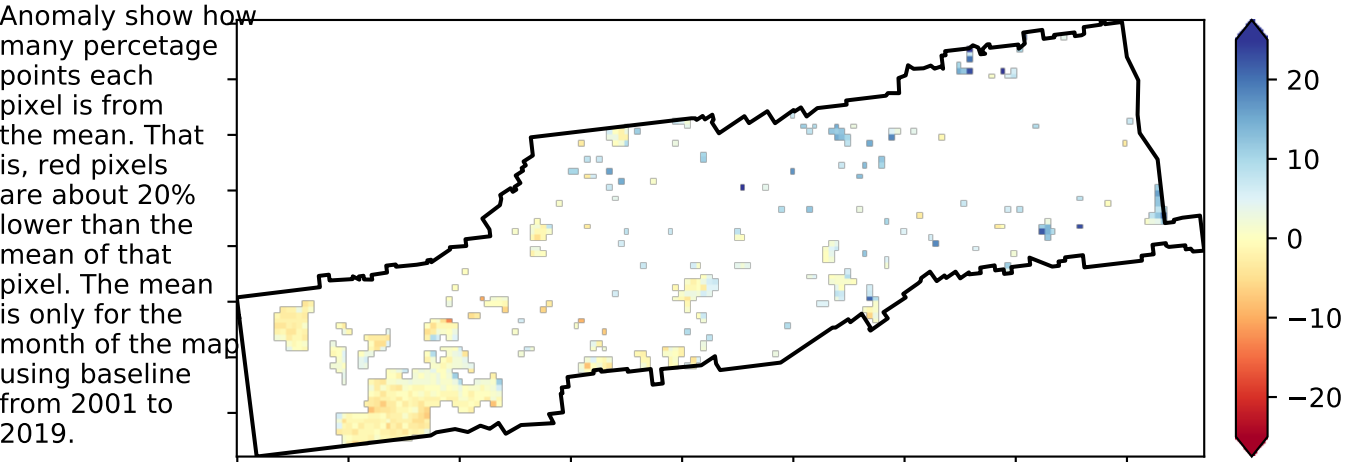 Anomaly show how
many percetage
points each
pixel is from
the mean. That
is, red pixels
are about 20%
lower than the
mean of that
pixel. The mean
is only for the
month of the map
using baseline
from 2001 to
2019.
20
10
0
−10
−20